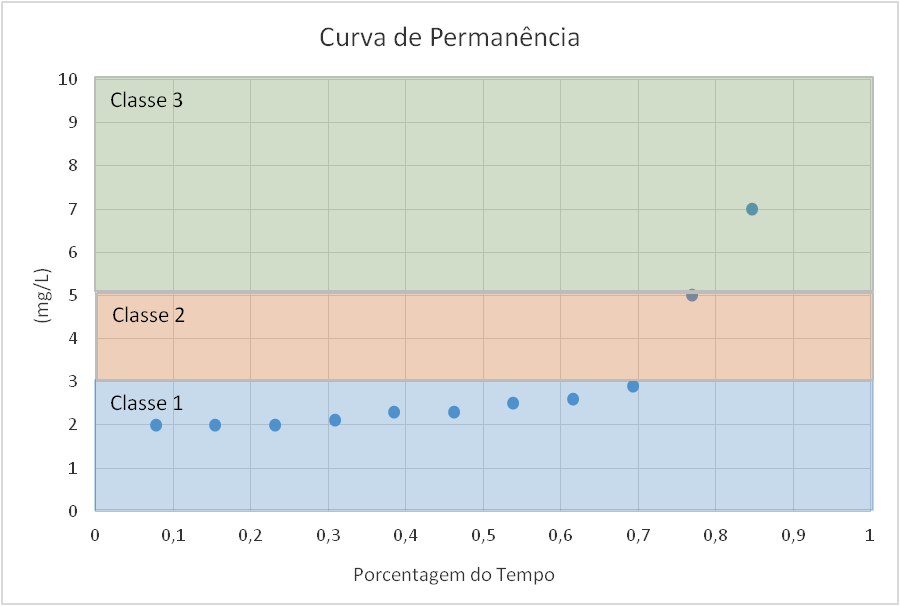 Curva de Permanência
10
Classe 3
9
8
7
6
5
Classe 2
4
3
Classe 1
2
1
0
(mg/L)
0 0,1 0,2 0,3 0,4 0,5 0,6 0,7 0,8 0,9 1
Porcentagem do Tempo